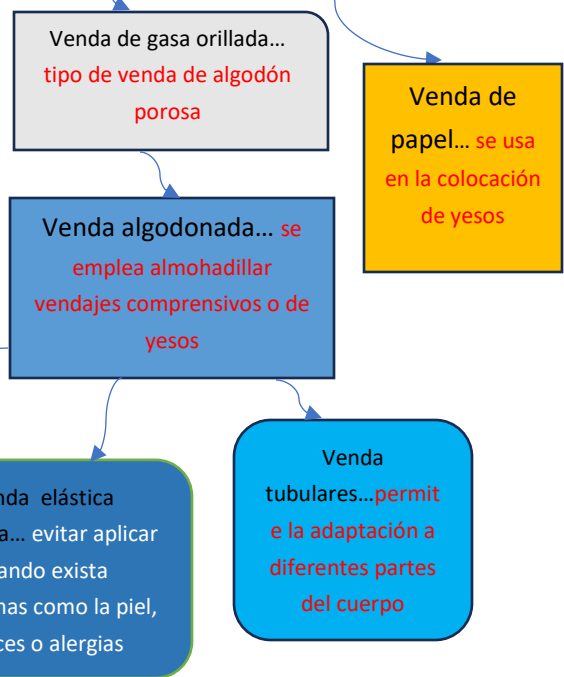 Venda de gasa orillada…
tipo de venda de algodón
porosa
Venda de
papel… se usa
en la colocación
de yesos
Venda algodonada… se
emplea almohadillar
vendajes comprensivos o de
yesos
elástica
evitar aplicar
exista
como la piel,
o alergias
Venda
tubulares…permit
e la adaptación a
diferentes partes
del cuerpo